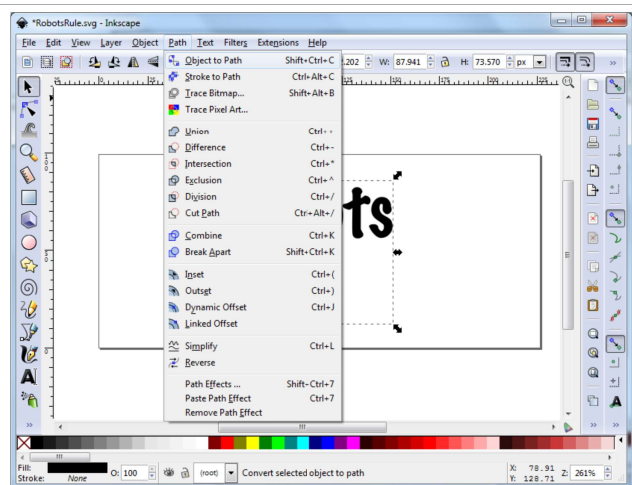 *RobotsRule.svg - Inkscape
File Edit View Layer Object Path Text Filters Extensions Help
.202 W: 87.941 H: 73.570 px
Object to Path Shift+Ctrl+C
Stroke to Path Ctrl+Alt+C
Trace Bitmap... Shift+Alt+B
Trace Pixel Art...
Union Ctrl++
Difference Ctrl+-
Intersection Ctrl+*
Exclusion Ctrl+^
Division Ctrl+/
Cut Path Ctrl+Alt+/
Combine Ctrl+K
Break Apart Shift+Ctrl+K
Inset Ctrl+(
Outset Ctrl+)
Dynamic Offset Ctrl+J
Linked Offset
Simplify Ctrl+L
Reverse
Path Effects ... Shift+Ctrl+7
Paste Path Effect Ctrl+7
Remove Path Effect
ots
Fill:
Stroke: None
O: 100
(root)
Convert selected object to path
X: 78.91
Y: 128.71
Z: 261%